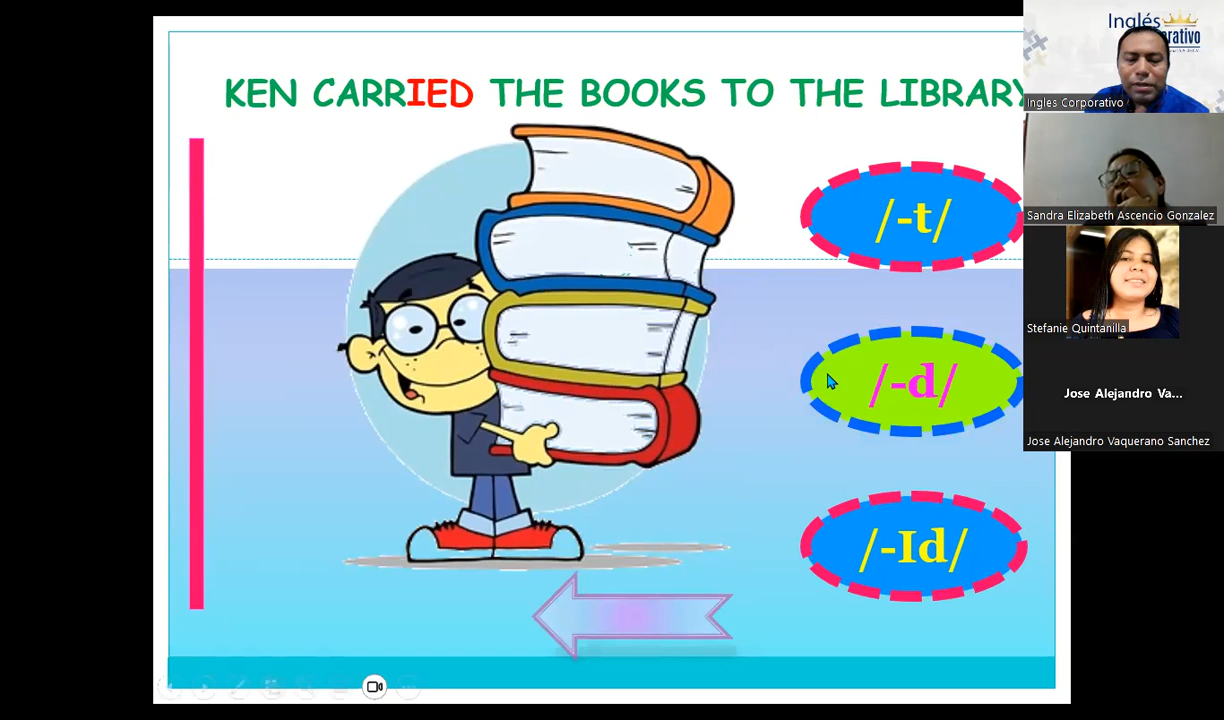 KEN CARRIED THE BOOKS TO THE LIBRARY
/-t/
/-d/
/-Id/
Inglés
Ingles Corporativo
Sandra Elizabeth Ascencio Gonzalez
Stefanie Quintanilla
Jose Alejandro Va...
Jose Alejandro Vaquerano Sanchez